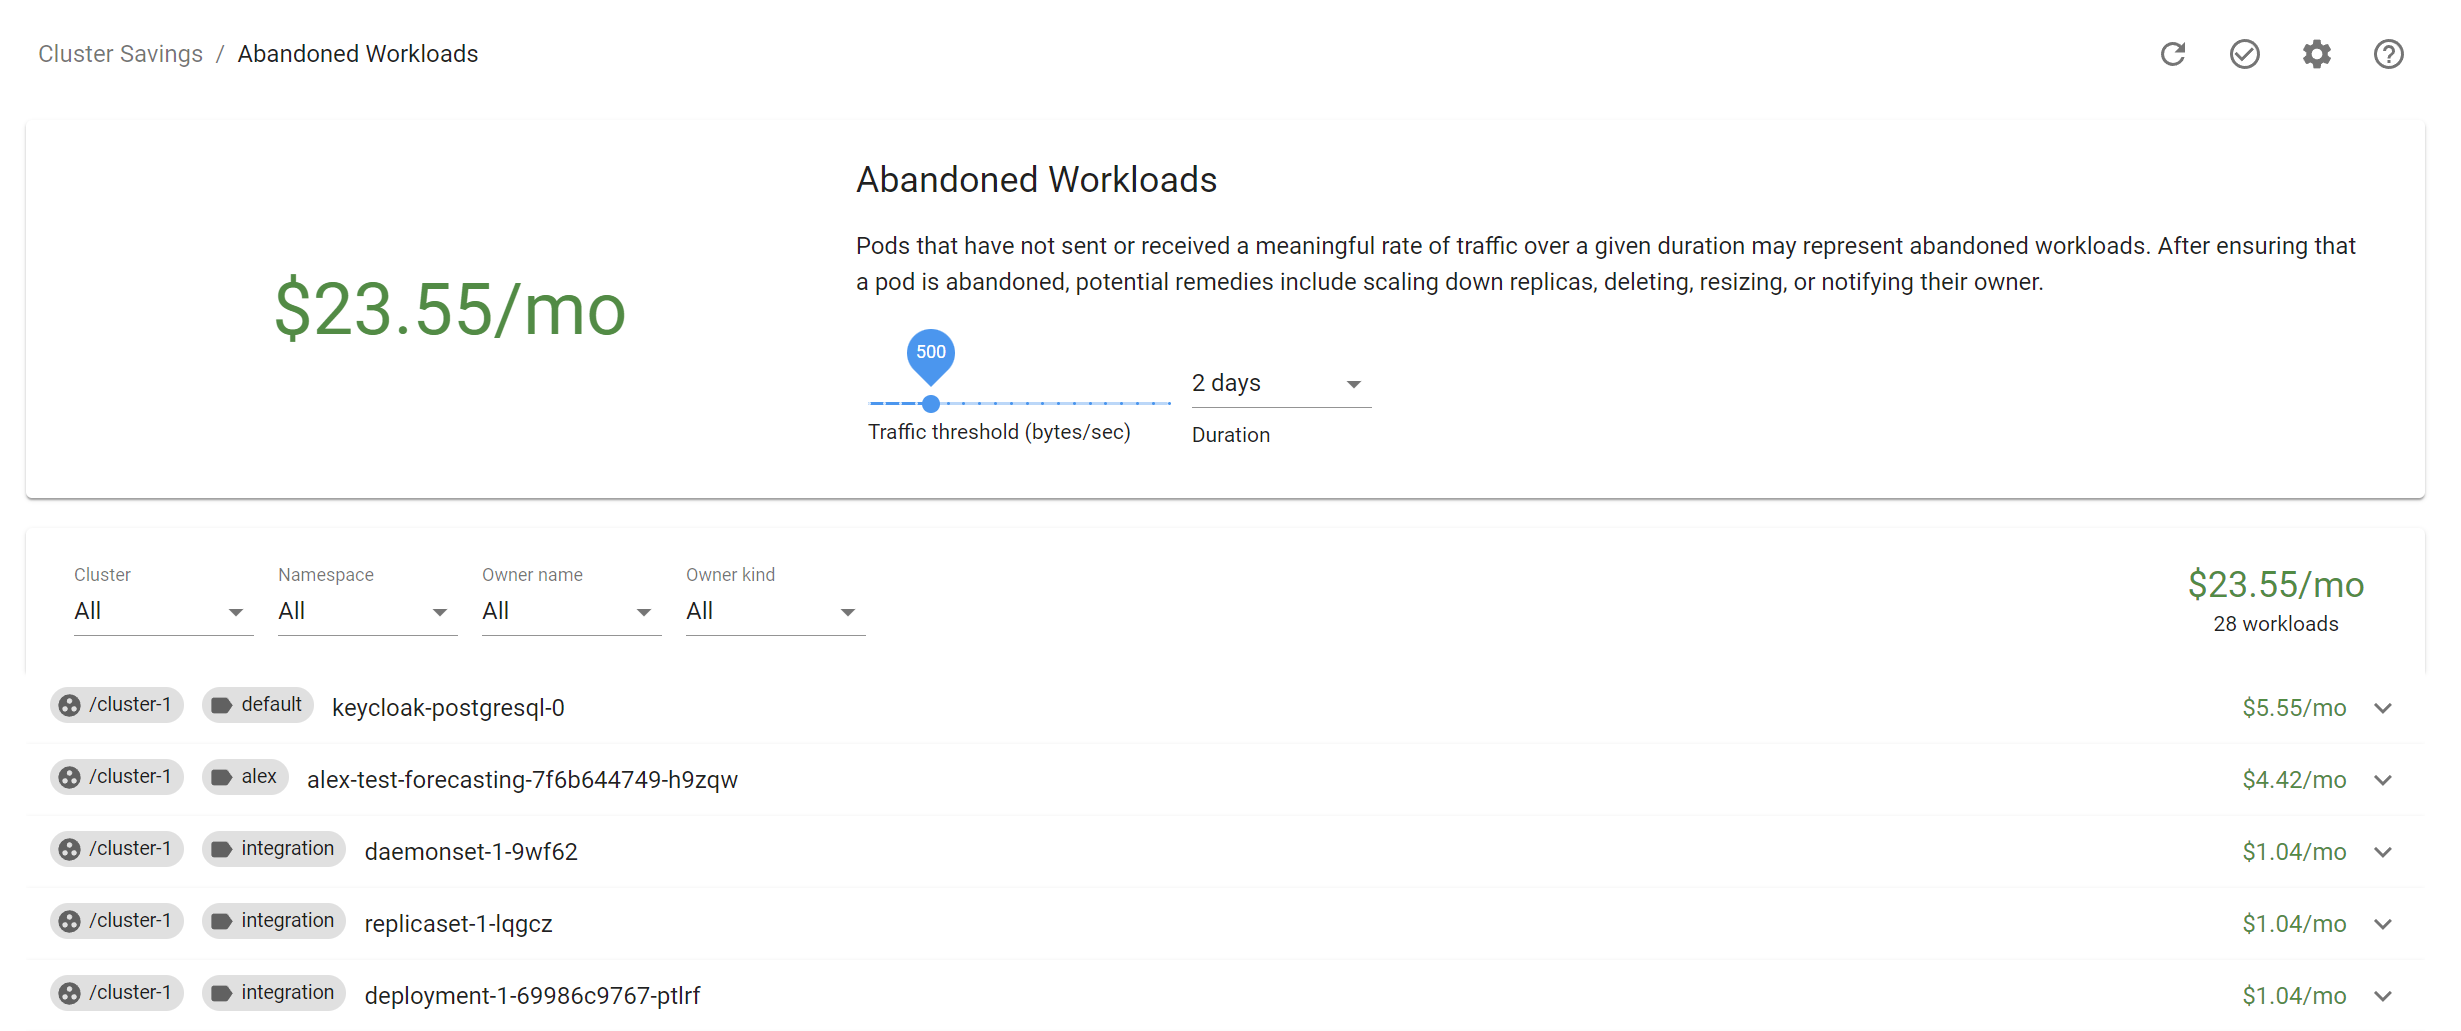 Cluster Savings / Abandoned Workloads
Abandoned Workloads
Pods that have not sent or received a meaningful rate of traffic over a given duration may represent abandoned workloads. After ensuring that
a pod is abandoned, potential remedies include scaling down replicas, deleting, resizing, or notifying their owner.
$23.55/mo
500
2 days
Traffic threshold (bytes/sec)
Duration
Cluster
Namespace
Owner name
Owner kind
All
All
All
All
$23.55/mo
28 workloads
/cluster-1 default keycloak-postgresql-0 $5.55/mo
/cluster-1 alex alex-test-forecasting-7f6b644749-h9zqw $4.42/mo
/cluster-1 integration daemonset-1-9wf62 $1.04/mo
/cluster-1 integration replicaset-1-lqgcz $1.04/mo
/cluster-1 integration deployment-1-69986c9767-ptlrf $1.04/mo